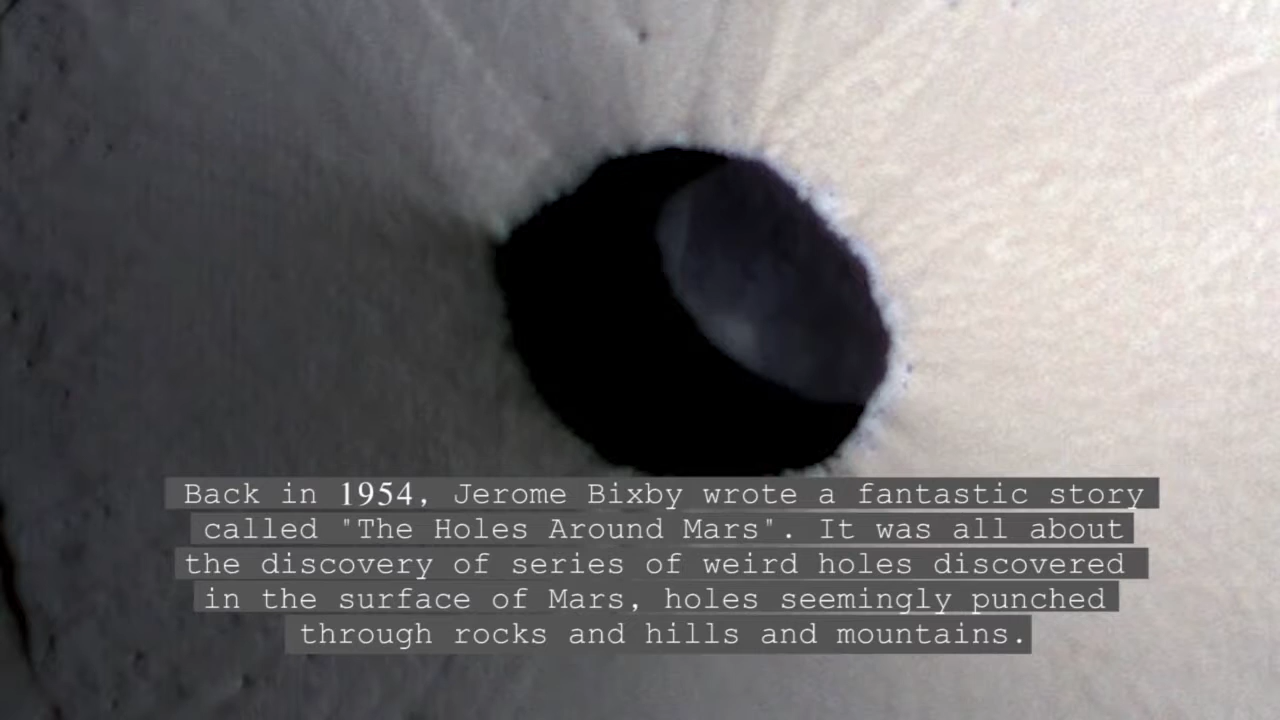 Back in 1954, Jerome Bixby wrote a fantastic story
called "The Holes Around Mars". It was all about
the discovery of series of weird holes discovered
in the surface of Mars, holes seemingly punched
through rocks and hills and mountains.